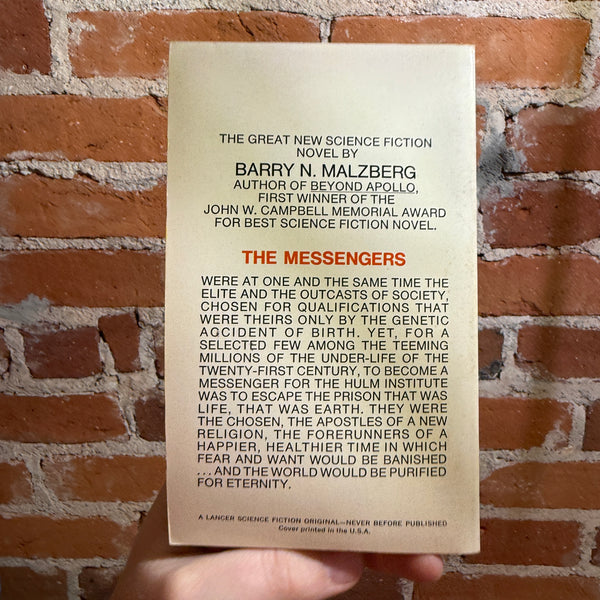 THE GREAT NEW SCIENCE FICTION
NOVEL BY
BARRY N. MALZBERG
AUTHOR OF BEYOND APOLLO,
FIRST WINNER OF THE
JOHN W. CAMPBELL MEMORIAL AWARD
FOR BEST SCIENCE FICTION NOVEL.
THE MESSENGERS
WERE AT ONE AND THE SAME TIME THE
ELITE AND THE OUTCASTS OF SOCIETY,
CHOSEN FOR QUALIFICATIONS THAT
WERE THEIRS ONLY BY THE GENETIC
ACCIDENT OF BIRTH. YET, FOR A
SELECTED FEW AMONG THE TEEMING
MILLIONS OF THE UNDER-LIFE OF THE
TWENTY-FIRST CENTURY, TO BECOME A
MESSENGER FOR THE HULM INSTITUTE
WAS TO ESCAPE THE PRISON THAT WAS
LIFE, THAT WAS EARTH. THEY WERE
THE CHOSEN, THE APOSTLES OF A NEW
RELIGION, THE FORERUNNERS OF A
HAPPIER, HEALTHIER TIME IN WHICH
FEAR AND WANT WOULD BE BANISHED
... AND THE WORLD WOULD BE PURIFIED
FOR ETERNITY.
A LANCER SCIENCE FICTION ORIGINAL—NEVER BEFORE PUBLISHED
Cover printed in the U.S.A.